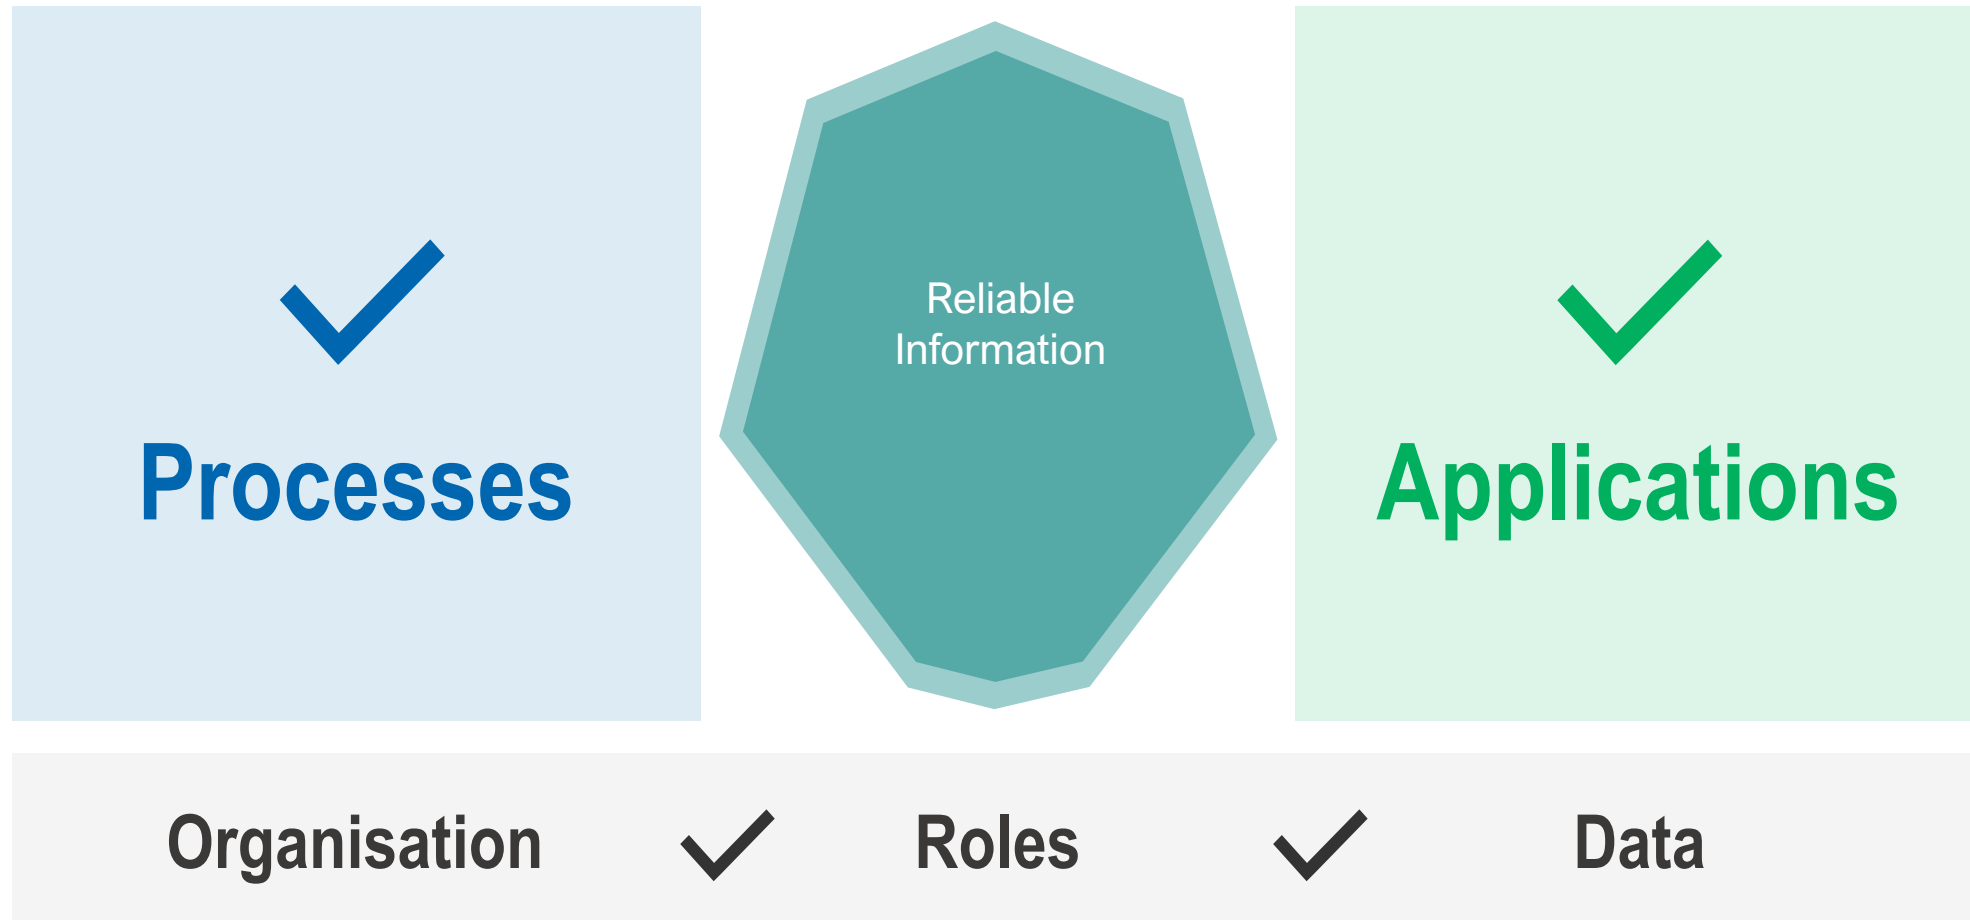 Reliable
Information
Processes
Applications
Organisation
Roles
Data